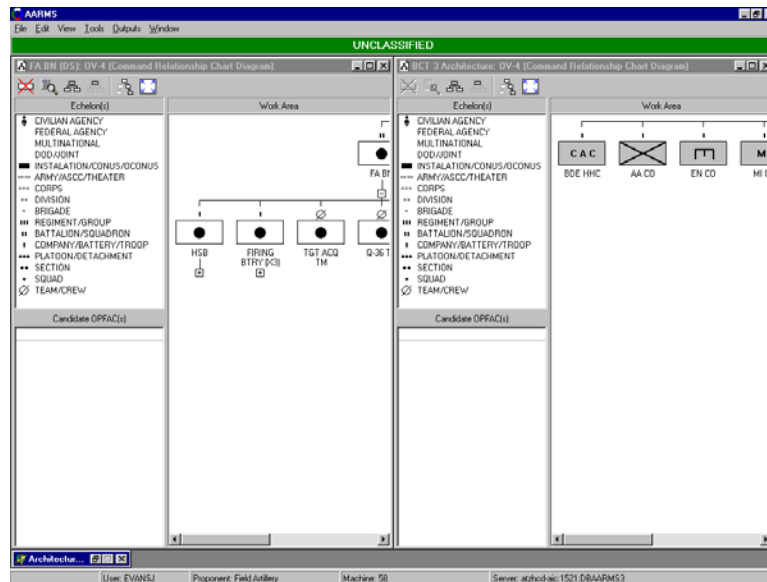 AARMS
File Edit View Tools Outputs Window
UNCLASSIFIED
FA BN (DS): OV-4 (Command Relationship Chart Diagram)
Echelon(s)
Work Area
CIVILIAN AGENCY
FEDERAL AGENCY
MULTINATIONAL
DOD/JOINT
INSTALATION/CONUS/OCONUS
ARMY/ASCC/THEATER
CORPS
DIVISION
BRIGADE
REGIMENT/GROUP
BATTALION/SQUADRON
COMPANY/BATTERY/TROOP
PLATOON/DETACHMENT
SECTION
SQUAD
TEAM/CREW
FA BN
HSB
FIRING
BTRY (X3)
TGT ACQ
TM
Q-36 T
Candidate OPFAC(s)
BCT 3 Architecture: OV-4 (Command Relationship Chart Diagram)
Echelon(s)
Work Area
CIVILIAN AGENCY
FEDERAL AGENCY
MULTINATIONAL
DOD/JOINT
INSTALATION/CONUS/OCONUS
ARMY/ASCC/THEATER
CORPS
DIVISION
BRIGADE
REGIMENT/GROUP
BATTALION/SQUADRON
COMPANY/BATTERY/TROOP
PLATOON/DETACHMENT
SECTION
SQUAD
TEAM/CREW
CAC
BDE HHC
AA CO
EN CO
M
MI
Candidate OPFAC(s)
Architectur...
User: EVANSJ
Proponent: Field Artillery
Machine: 58
Server: atzhcd-aic:1521:DBAARMS3